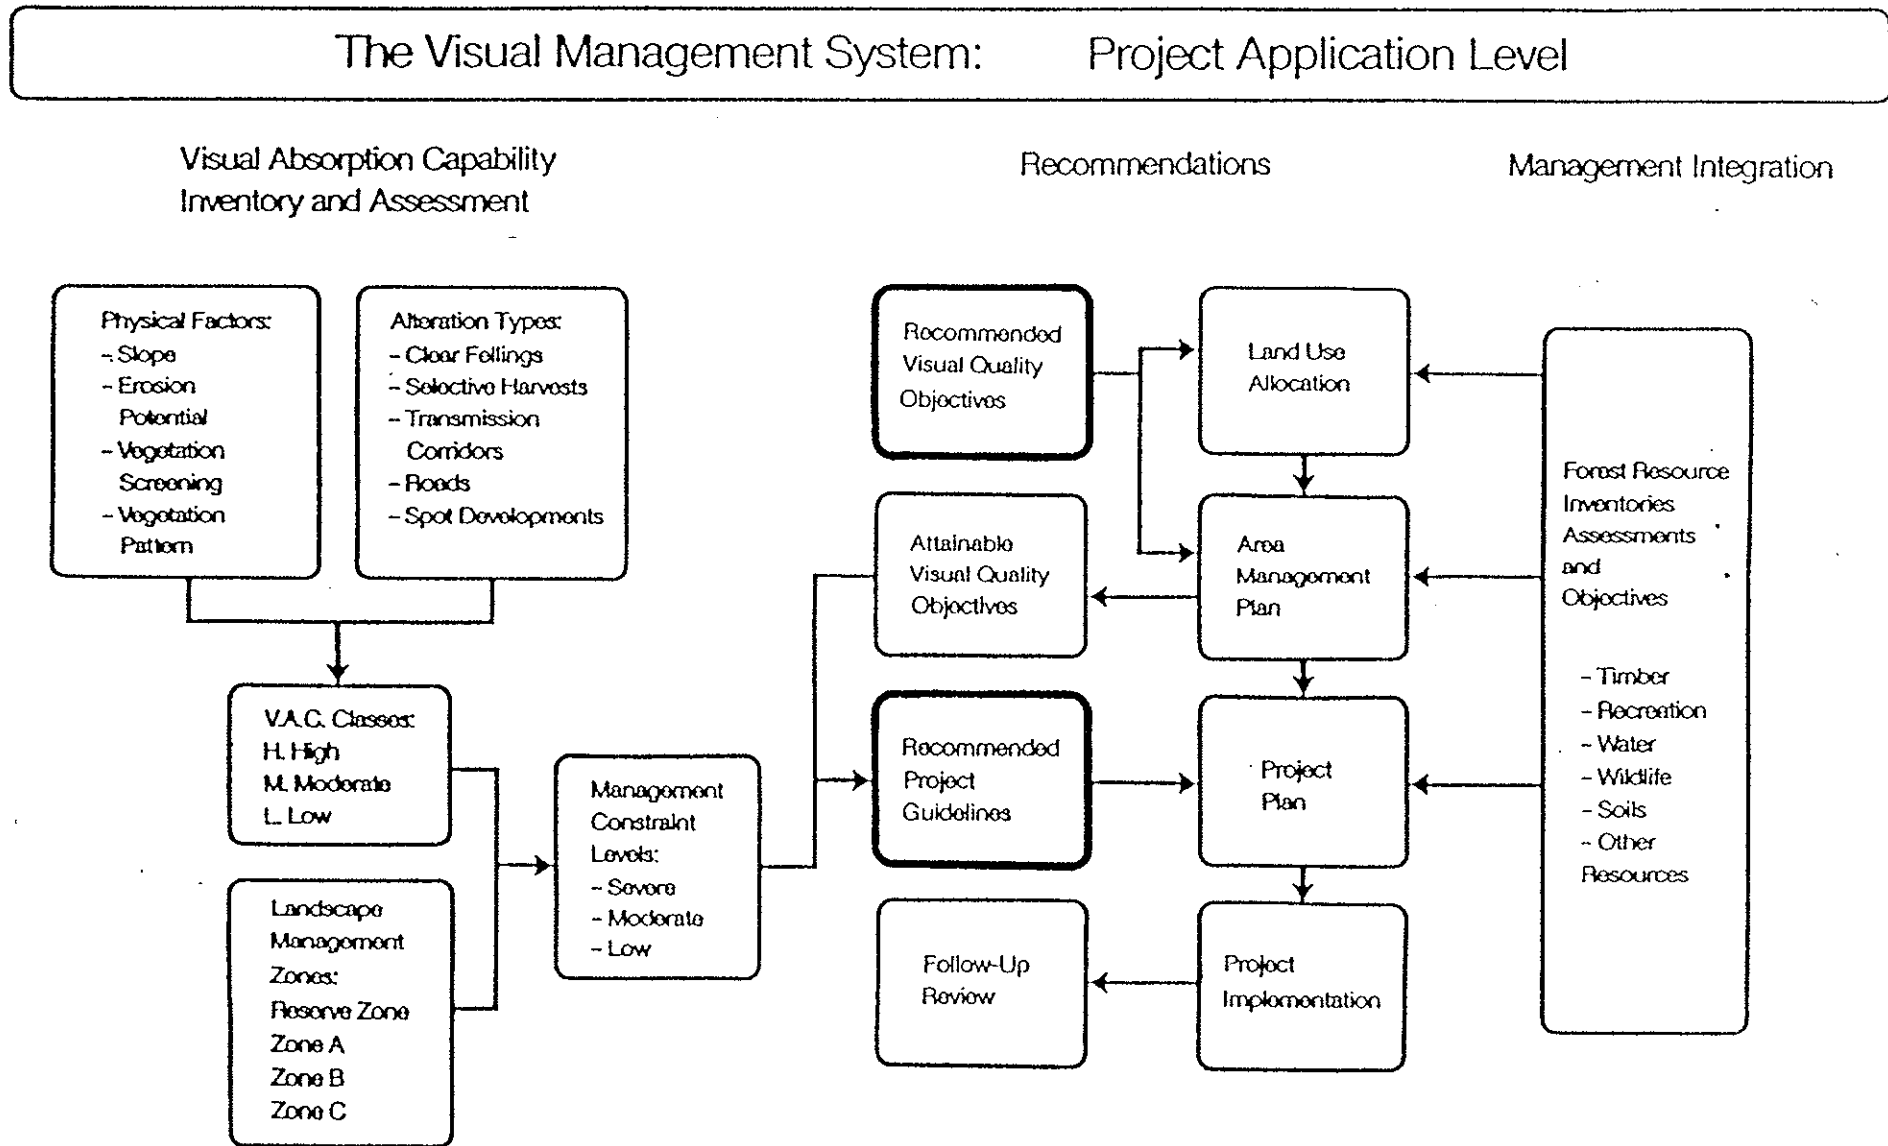 The Visual Management System: Project Application Level
Visual Absorption Capability
Inventory and Assessment
Recommendations
Management Integration
Physical Factors:
- Slope
- Erosion
Potential
- Vegetation
Screening
- Vegetation
Pattern
Alteration Types:
- Clear Fellings
- Selective Harvests
- Transmission
Corridors
- Roads
- Spot Developments
V.A.C. Classes:
H. High
M. Moderate
L. Low
Landscape
Management
Zones:
Reserve Zone
Zone A
Zone B
Zone C
Management
Constraint
Levels:
- Severe
- Moderate
- Low
Recommended
Visual Quality
Objectives
Attainable
Visual Quality
Objectives
Recommended
Project
Guidelines
Follow-Up
Review
Land Use
Allocation
Area
Management
Plan
Project
Plan
Project
Implementation
Forest Resource
Inventories
Assessments
and
Objectives
- Timber
- Recreation
- Water
- Wildlife
- Soils
- Other
Resources